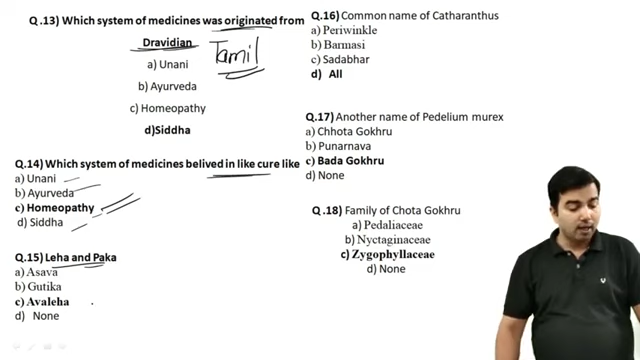 Q .13) Which system of medicines was originated from
Dravidian Tamil
a) Unani
b) Ayurveda
c) Homeopathy
d)Siddha
Q.14) Which system of medicines belived in like cure like
a) Unani
b) Ayurveda
c) Homeopathy
d) Siddha
Q.15) Leha and Paka
a) Asava
b) Gutika
c) Avaleha
d) None
Q.16) Common name of Catharanthus
a) Periwinkle
b) Barmasi
c) Sadabhar
d) All
Q.17) Another name of Pedelium murex
a) Chhota Gokhru
b) Punarnava
c) Bada Gokhru
d) None
Q .18) Family of Chota Gokhru
a) Pedaliaceae
b) Nyctaginaceae
c) Zygophyllaceae
d) None